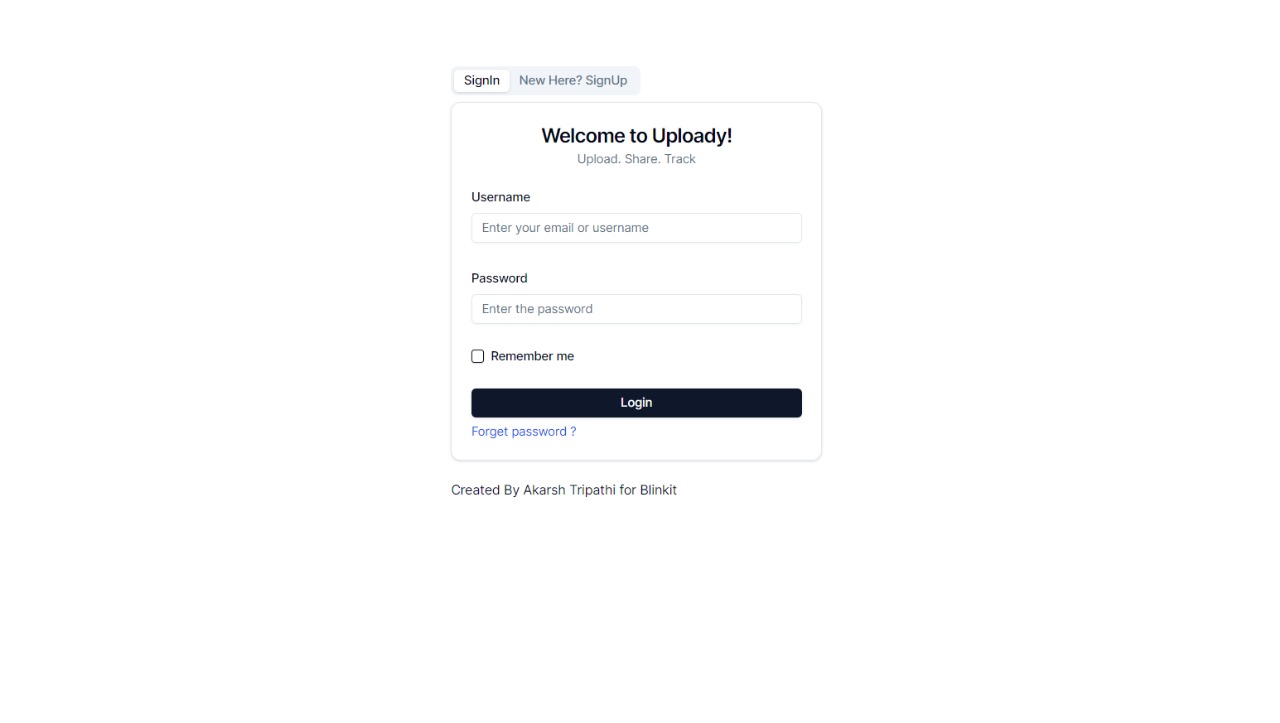 SignIn New Here? SignUp
Welcome to Uploady!
Upload. Share. Track
Username
Enter your email or username
Password
Enter the password
Remember me
Login
Forget password ?
Created By Akarsh Tripathi for Blinkit